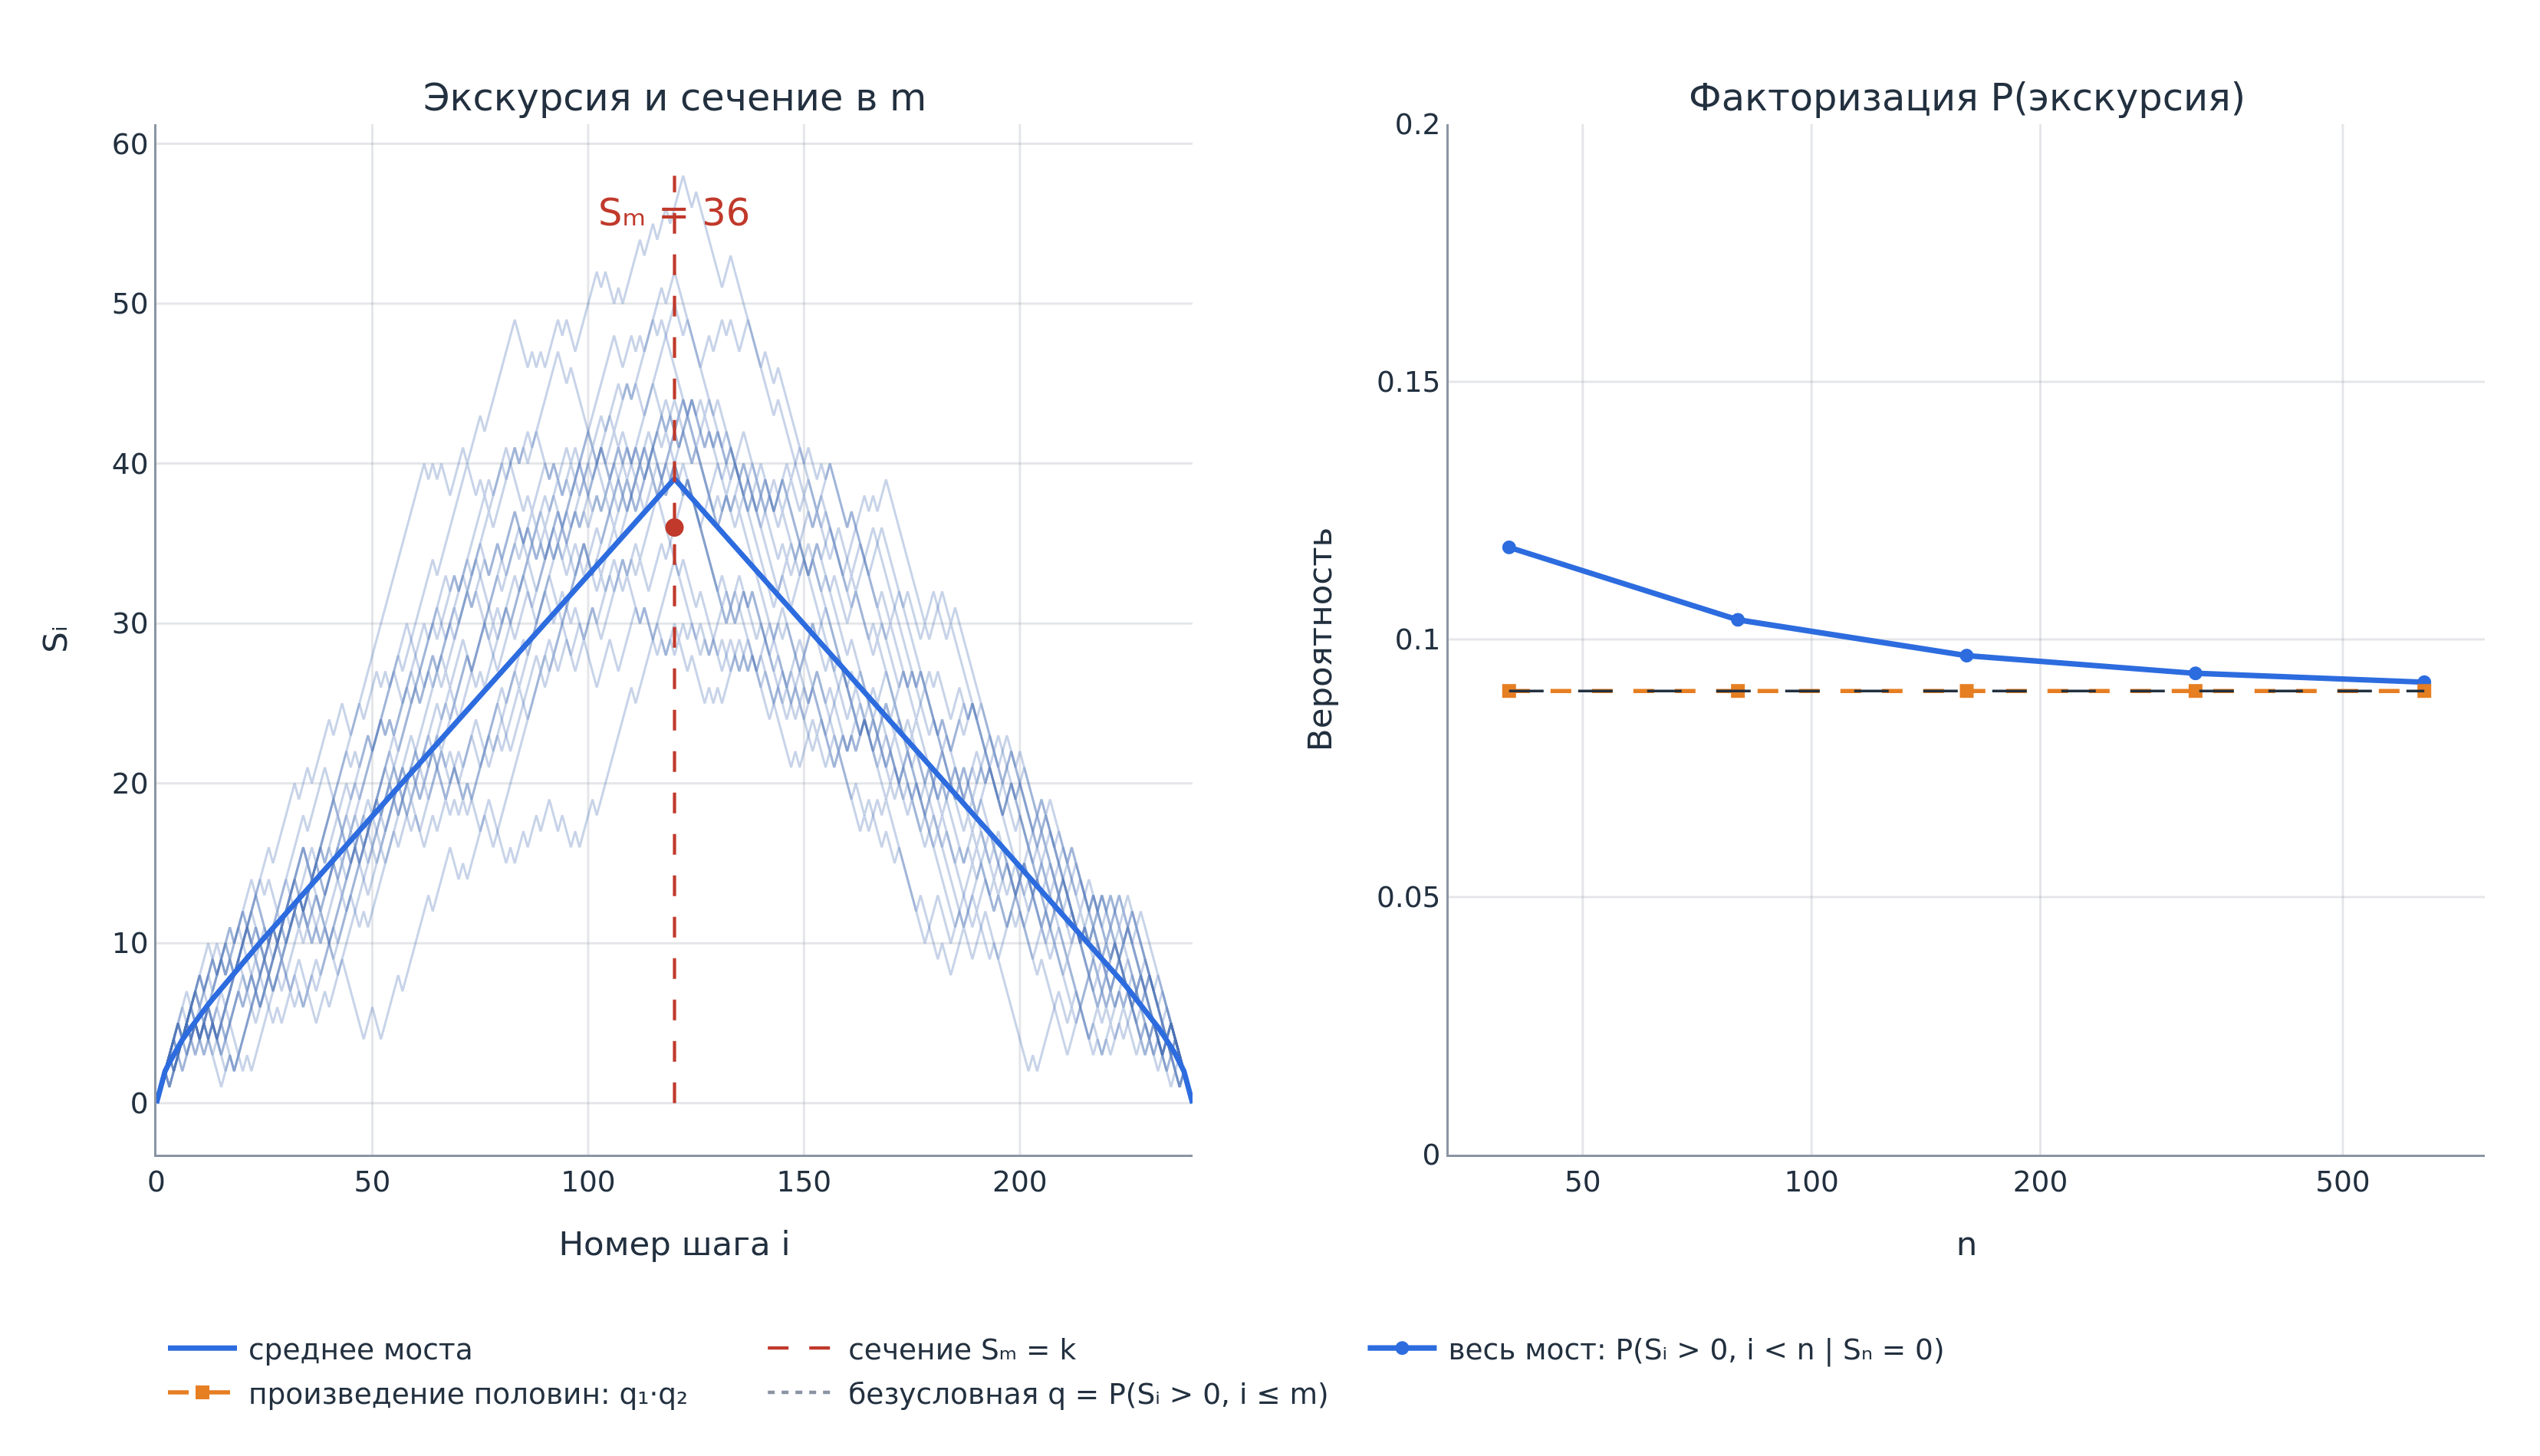 Экскурсия и сечение в m
Sᵢ
60
50
40
30
20
10
0
Sₘ = 36
0 50 100 150 200
Номер шага i
Факторизация P(экскурсия)
Вероятность
0.2
0.15
0.1
0.05
0
50 100 200 500
n
среднее моста
сечение Sₘ = k
весь мост: P(Sᵢ > 0, i < n | Sₙ = 0)
произведение половин: q₁·q₂
безусловная q = P(Sᵢ > 0, i ≤ m)